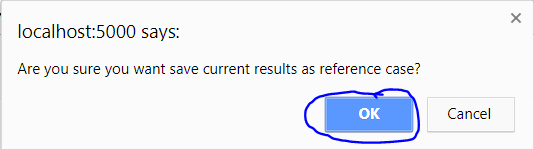 localhost:5000 says:
Are you sure you want save current results as reference case?
OK Cancel